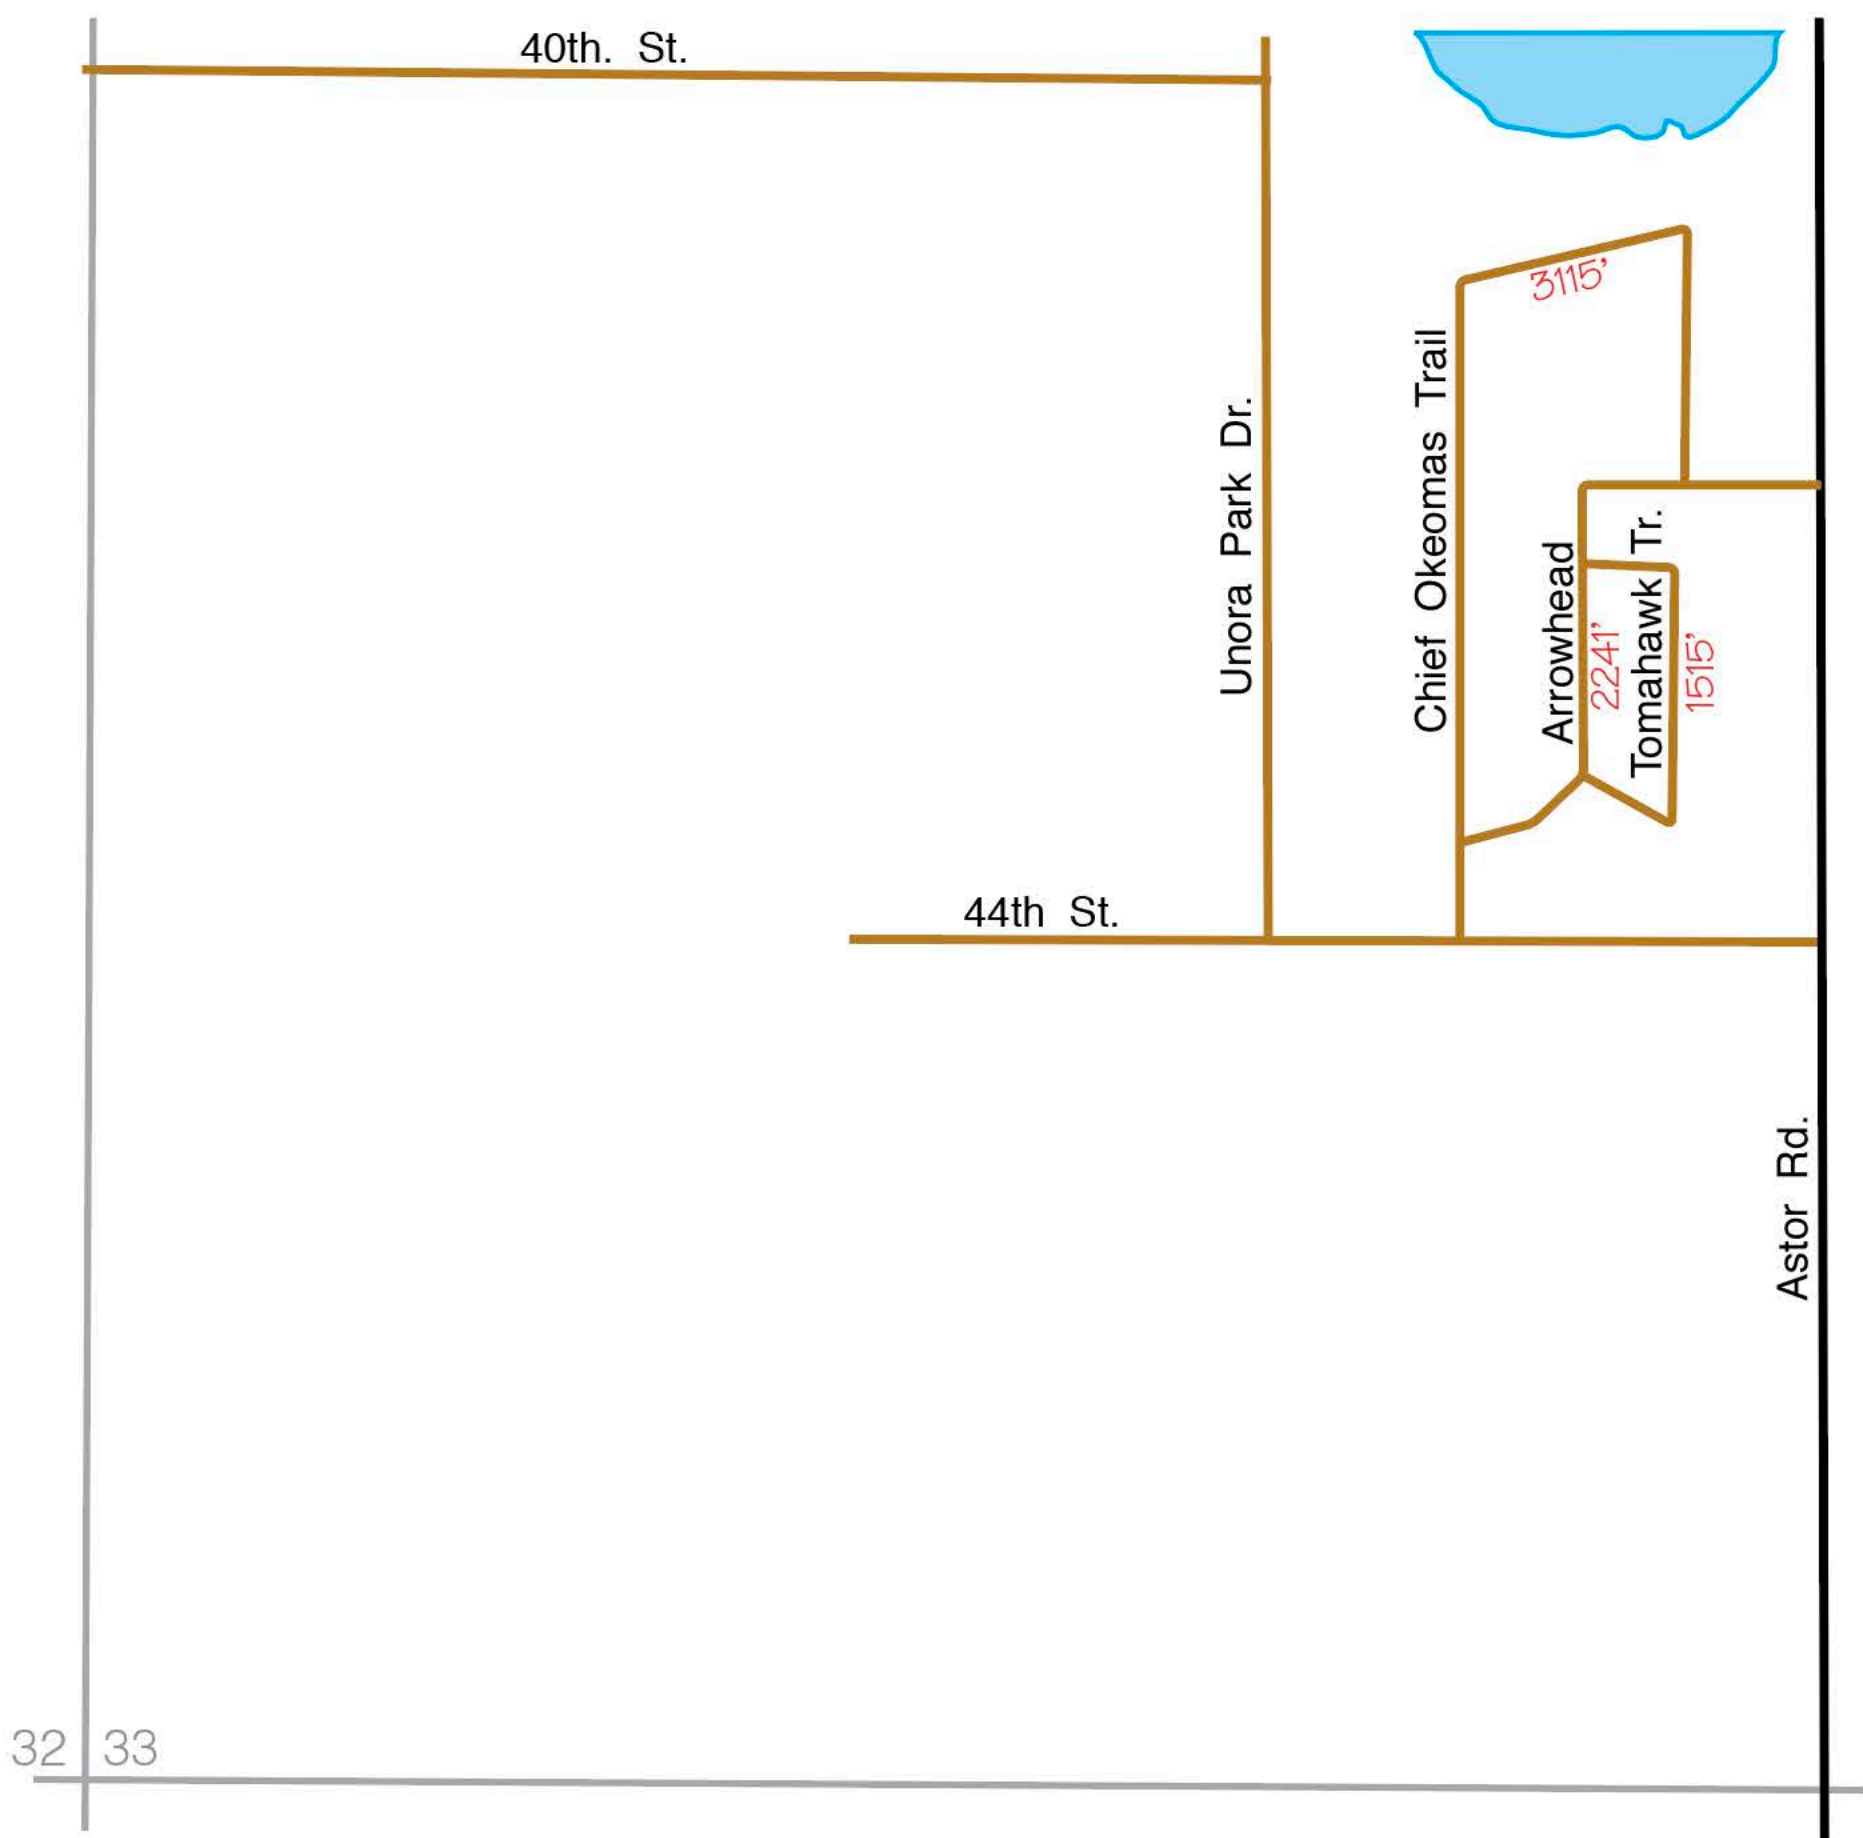 40th. St.
3115’
Unora Park Dr.
Chief Okeomas Trail
Arrowhead
2241’
Tomahawk Tr.
1515’
44th St.
Astor Rd.
32 33